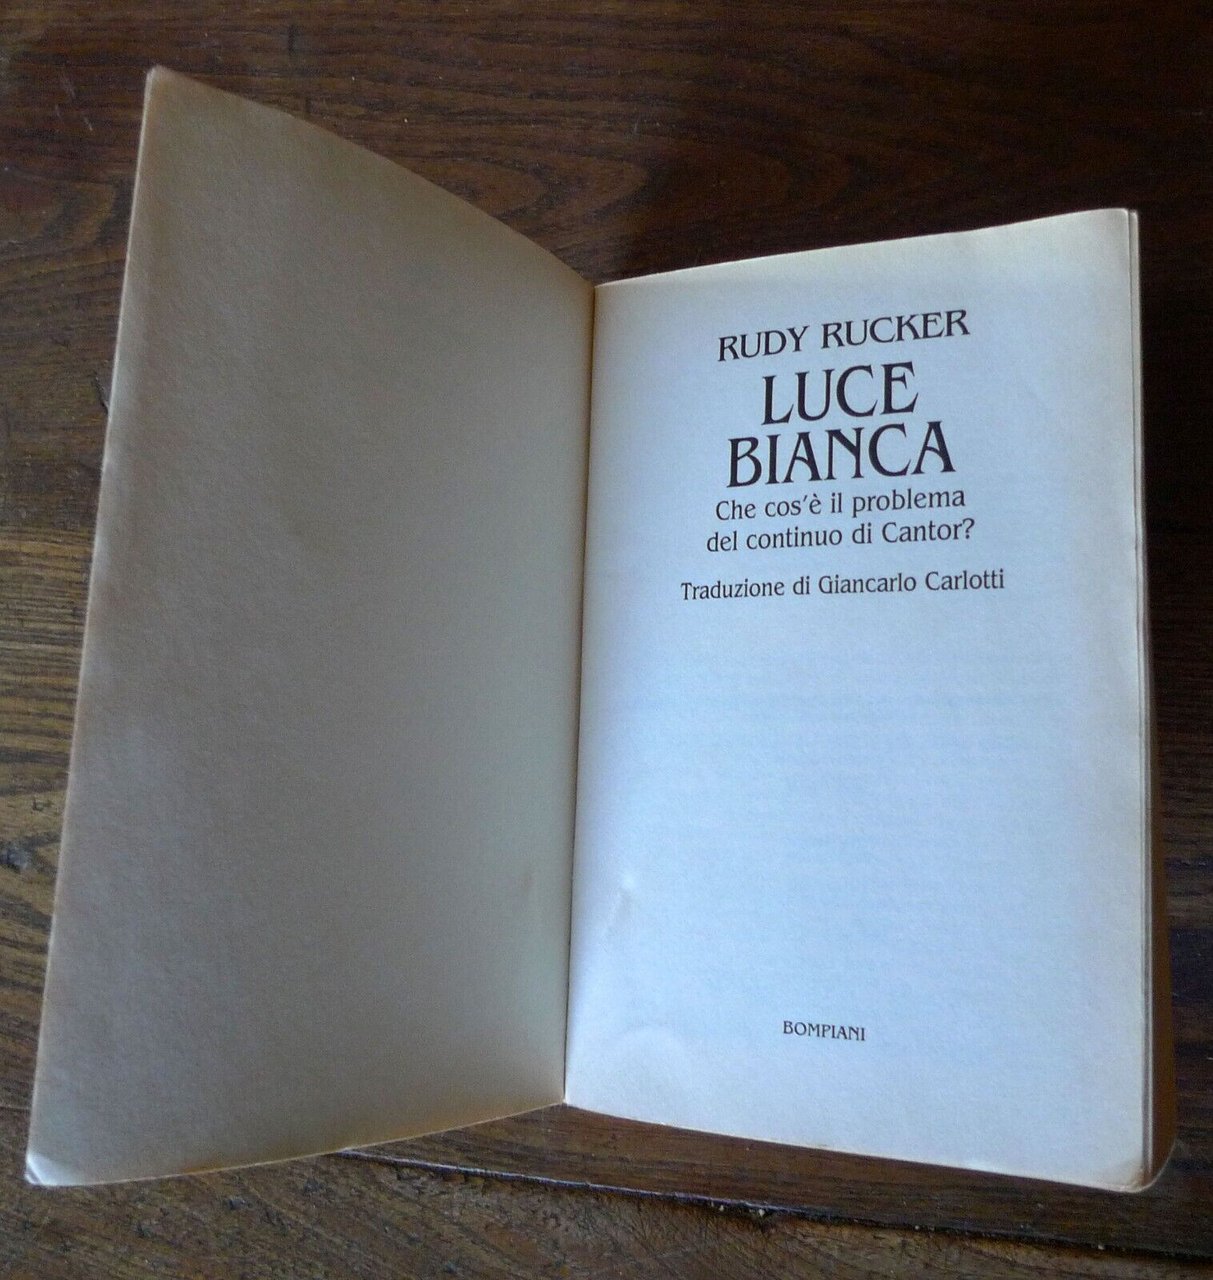 RUDY RUCKER
LUCE
BIANCA
Che cos'è il problema
del continuo di Cantor?
Traduzione di Giancarlo Carlotti
BOMPIANI